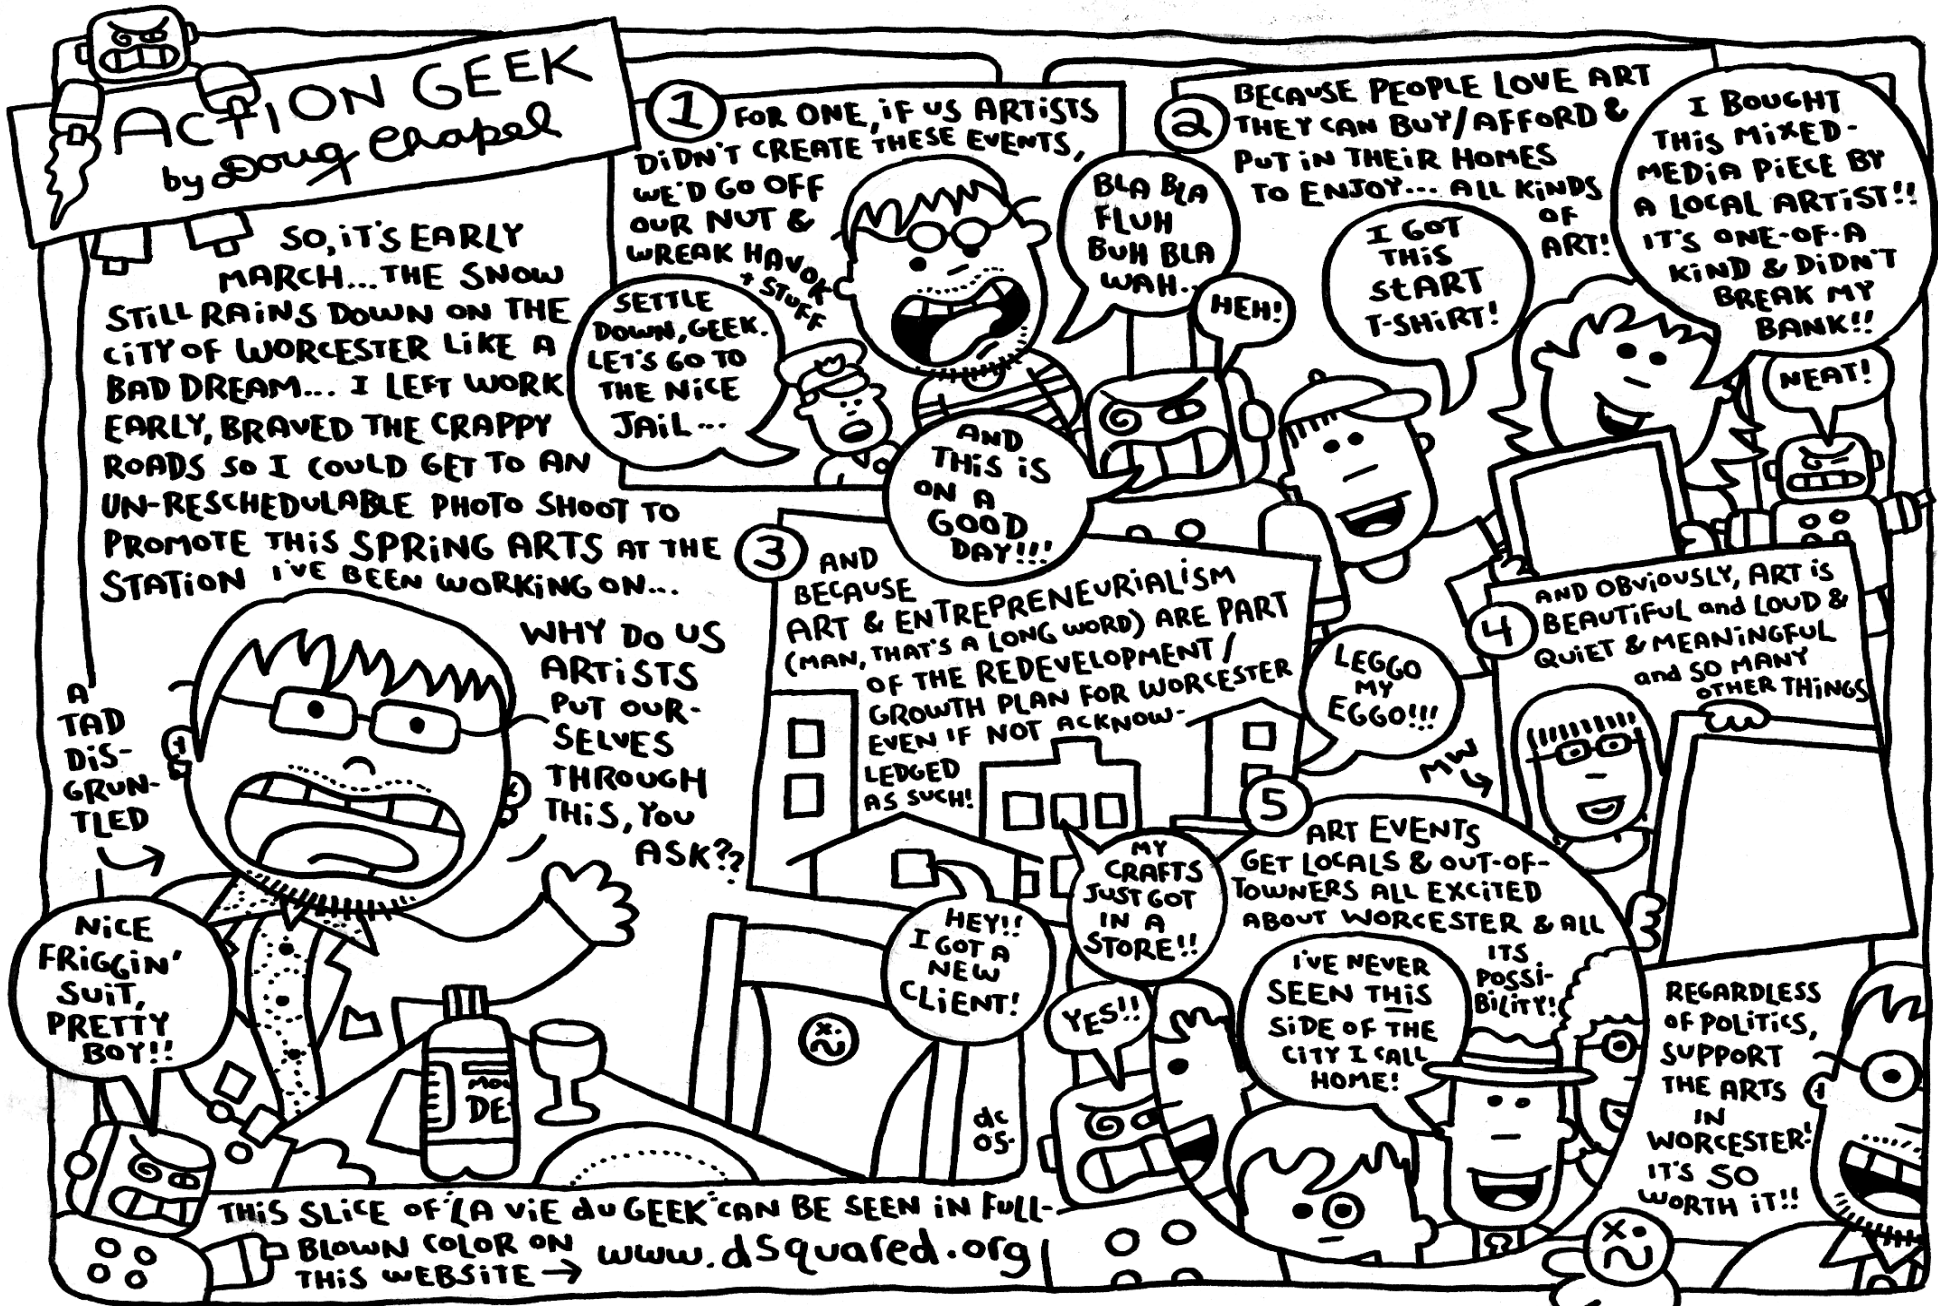 ACTION GEEK
by Doug Chapel
SO, IT'S EARLY
MARCH... THE SNOW
STILL RAINS DOWN ON THE
CITY OF WORCESTER LIKE A
BAD DREAM... I LEFT WORK
EARLY, BRAVED THE CRAPPY
ROADS SO I COULD GET TO AN
UN-RESCHEDULABLE PHOTO SHOOT TO
PROMOTE THIS SPRING ARTS AT THE
STATION I'VE BEEN WORKING ON...
WHY DO US
ARTISTS
PUT OUR-
SELVES
THROUGH
THIS, YOU
ASK??
A
TAD
DIS-
GRUN-
TLED
NICE
FRIGGIN'
SUIT,
PRETTY
BOY!!
MOU
DE
1
FOR ONE, IF US ARTISTS
DIDN'T CREATE THESE EVENTS,
WE'D GO OFF
OUR NUT &
WREAK HAVOK
+ STUFF
SETTLE
DOWN, GEEK.
LET'S GO TO
THE NICE
JAIL...
BLA BLA
FLUH
BUH BLA
WAH..
HEH!
AND
THIS IS
ON A
GOOD
DAY!!!
2
BECAUSE PEOPLE LOVE ART
THEY CAN BUY/AFFORD &
PUT IN THEIR HOMES
TO ENJOY... ALL KINDS
OF
ART!
I GOT
THIS
StART
T-SHIRT!
I BOUGHT
THIS MIXED-
MEDIA PIECE BY
A LOCAL ARTIST!!
IT'S ONE-OF-A
KIND & DIDN'T
BREAK MY
BANK!!
NEAT!
3
AND
BECAUSE
ART & ENTREPRENEURIALISM
(MAN, THAT'S A LONG WORD) ARE PART
OF THE REDEVELOPMENT/
GROWTH PLAN FOR WORCESTER
EVEN IF NOT ACKNOW-
LEDGED
AS SUCH!
HEY!!
I GOT A
NEW
CLIENT!
MY
CRAFTS
JUST GOT
IN A
STORE!!
YES!!
dc
05.
4
AND OBVIOUSLY, ART IS
BEAUTIFUL and LOUD &
QUIET & MEANINGFUL
and SO MANY
OTHER THINGS
LEGGO
MY
EGGO!!!
MW
5
ART EVENTS
GET LOCALS & OUT-OF-
TOWNERS ALL EXCITED
ABOUT WORCESTER & ALL
ITS
POSSI-
BILITY!
I'VE NEVER
SEEN THIS
SIDE OF THE
CITY I CALL
HOME!
REGARDLESS
OF POLITICS,
SUPPORT
THE ARTS
IN
WORCESTER!
IT'S SO
WORTH IT!!
THIS SLICE OF "LA VIE du GEEK" CAN BE SEEN IN FULL-
BLOWN COLOR ON
THIS WEBSITE → www.dsquared.org